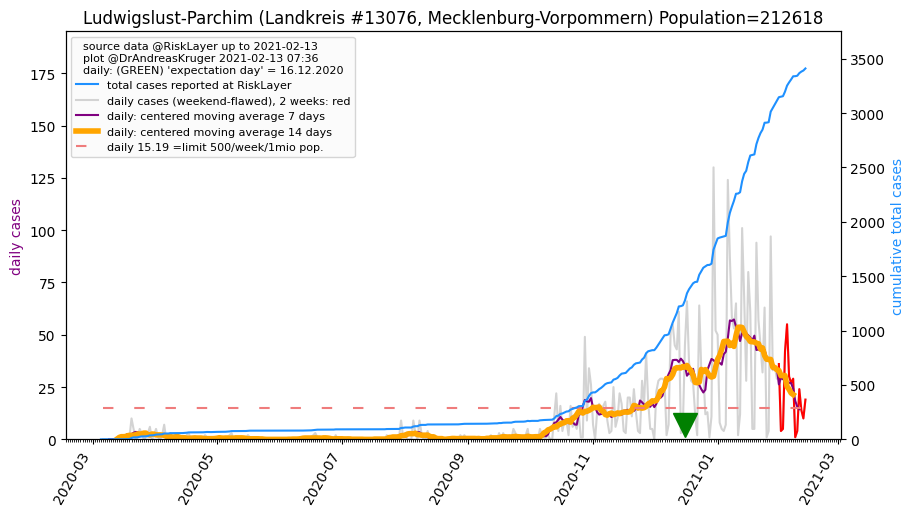 Ludwigslust-Parchim (Landkreis #13076, Mecklenburg-Vorpommern) Population=212618
source data @RiskLayer up to 2021-02-13
plot @DrAndreasKruger 2021-02-13 07:36
daily: (GREEN) 'expectation day' = 16.12.2020
total cases reported at RiskLayer
daily cases (weekend-flawed), 2 weeks: red
daily: centered moving average 7 days
daily: centered moving average 14 days
daily 15.19 =limit 500/week/1mio pop.
daily cases
175
150
125
100
75
50
25
0
cumulative total cases
3500
3000
2500
2000
1500
1000
500
0
2020-03
2020-05
2020-07
2020-09
2020-11
2021-01
2021-03